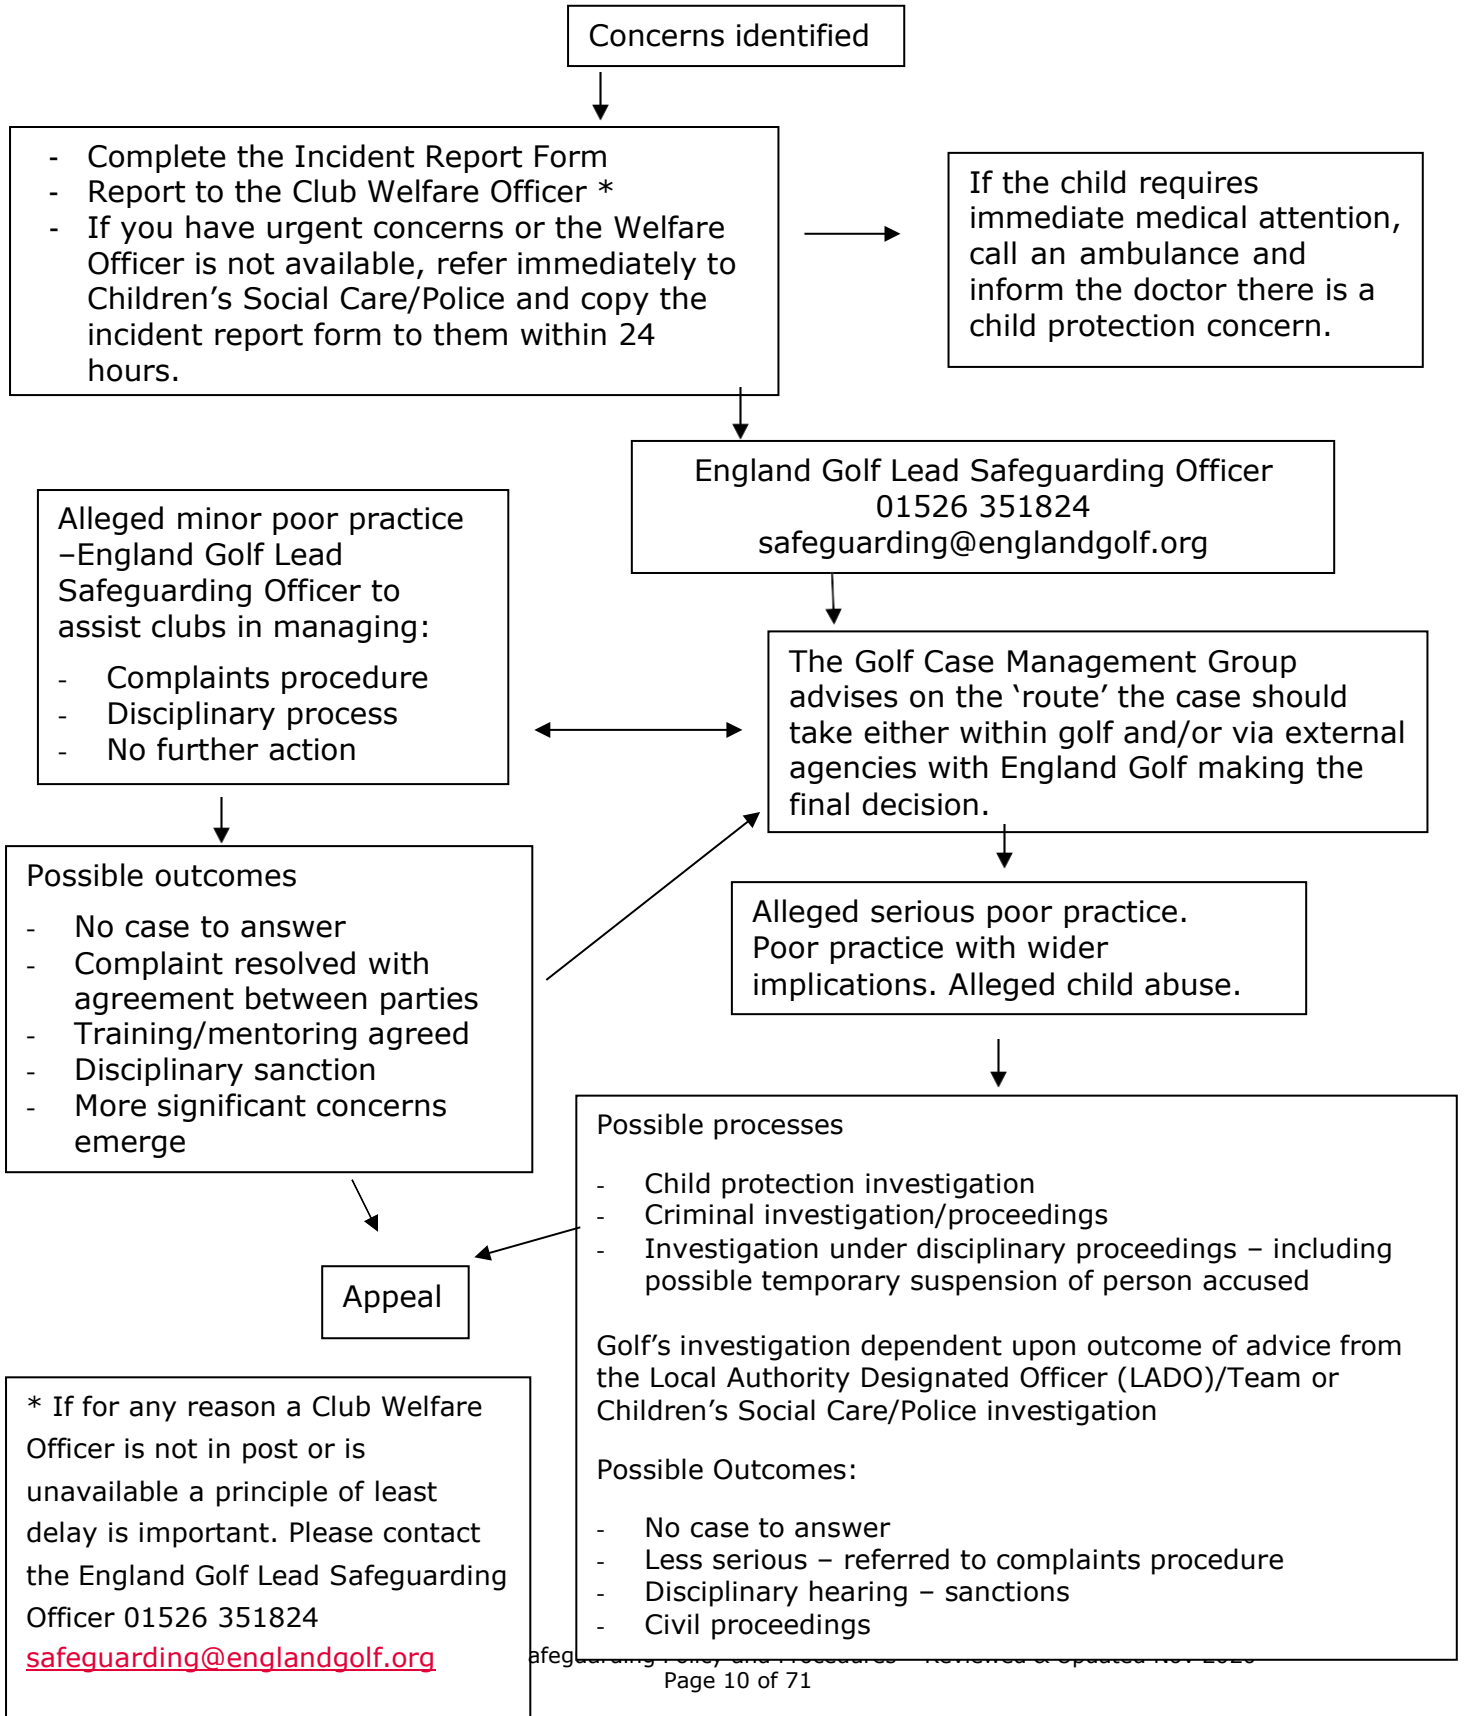 Concerns identified
- Complete the Incident Report Form
- Report to the Club Welfare Officer *
- If you have urgent concerns or the Welfare
Officer is not available, refer immediately to
Children’s Social Care/Police and copy the
incident report form to them within 24
hours.
If the child requires
immediate medical attention,
call an ambulance and
inform the doctor there is a
child protection concern.
England Golf Lead Safeguarding Officer
01526 351824
safeguarding@englandgolf.org
Alleged minor poor practice
–England Golf Lead
Safeguarding Officer to
assist clubs in managing:
- Complaints procedure
- Disciplinary process
- No further action
The Golf Case Management Group
advises on the ‘route’ the case should
take either within golf and/or via external
agencies with England Golf making the
final decision.
Possible outcomes
- No case to answer
- Complaint resolved with
agreement between parties
- Training/mentoring agreed
- Disciplinary sanction
- More significant concerns
emerge
Alleged serious poor practice.
Poor practice with wider
implications. Alleged child abuse.
Possible processes
- Child protection investigation
- Criminal investigation/proceedings
- Investigation under disciplinary proceedings – including
possible temporary suspension of person accused
Golf’s investigation dependent upon outcome of advice from
the Local Authority Designated Officer (LADO)/Team or
Children’s Social Care/Police investigation
Possible Outcomes:
- No case to answer
- Less serious – referred to complaints procedure
- Disciplinary hearing – sanctions
- Civil proceedings
Appeal
* If for any reason a Club Welfare
Officer is not in post or is
unavailable a principle of least
delay is important. Please contact
the England Golf Lead Safeguarding
Officer 01526 351824
safeguarding@englandgolf.org
Page 10 of 71